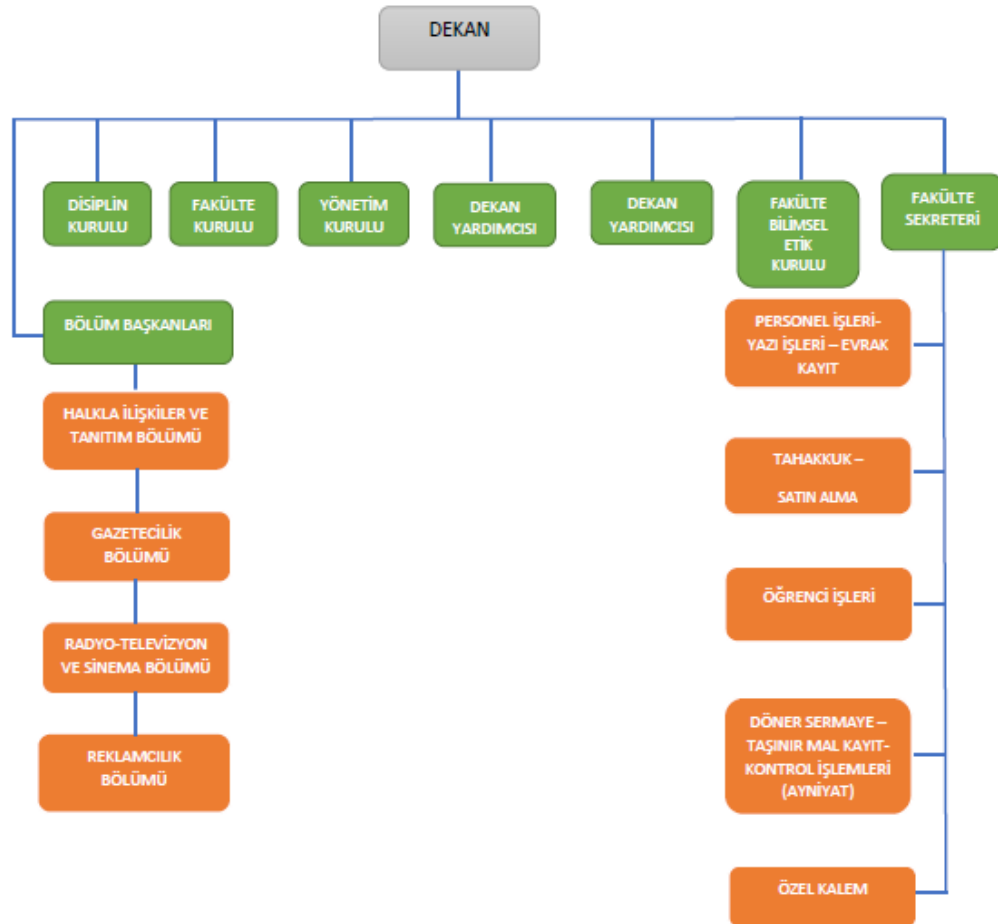 DEKAN
DİSİPLİN
KURULU
FAKÜLTE
KURULU
YÖNETİM
KURULU
DEKAN
YARDIMCISI
DEKAN
YARDIMCISI
FAKÜLTE
BİLİMSEL
ETİK
KURULU
FAKÜLTE
SEKRETERİ
BÖLÜM BAŞKANLARI
HALKLA İLİŞKİLER VE
TANITIM BÖLÜMÜ
GAZETECİLİK
BÖLÜMÜ
RADYO-TELEVİZYON
VE SİNEMA BÖLÜMÜ
REKLAMCILIK
BÖLÜMÜ
PERSONEL İŞLERİ-
YAZI İŞLERİ – EVRAK
KAYIT
TAHAKKUK –
SATIN ALMA
ÖĞRENCİ İŞLERİ
DÖNER SERMAYE –
TAŞINIR MAL KAYIT-
KONTROL İŞLEMLERİ
(AYNİYAT)
ÖZEL KALEM